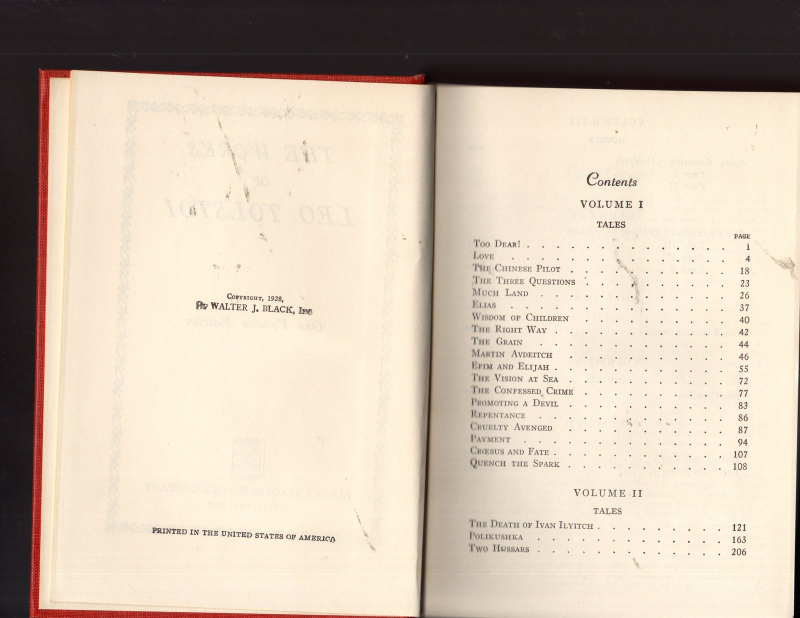 COPYRIGHT, 1928,
By WALTER J. BLACK, Inc
PRINTED IN THE UNITED STATES OF AMERICA
Contents
VOLUME I
TALES
PAGE
TOO DEAR! . . . . . . . . . . . . . . i
LOVE . . . . . . . . . . . . . . . 4
THE CHINESE PILOT . . . . . . . . . . . 18
THE THREE QUESTIONS . . . . . . . . . . 23
MUCH LAND . . . . . . . . . . . . . 26
ELIAS . . . . . . . . . . . . . . . 37
WISDOM OF CHILDREN . . . . . . . . . . 40
THE RIGHT WAY . . . . . . . . . . . . 42
THE GRAIN . . . . . . . . . . . . . 44
MARTIN AVDEITCH . . . . . . . . . . . 46
EFIM AND ELIJAH . . . . . . . . . . . . 55
THE VISION AT SEA . . . . . . . . . . . 72
THE CONFESSED CRIME . . . . . . . . . . 77
PROMOTING A DEVIL . . . . . . . . . . . 83
REPENTANCE . . . . . . . . . . . . . 86
CRUELTY AVENGED . . . . . . . . . . . 87
PAYMENT . . . . . . . . . . . . . . 94
CRŒSUS AND FATE . . . . . . . . . . . . 107
QUENCH THE SPARK . . . . . . . . . . . 108
VOLUME II
TALES
THE DEATH OF IVAN ILYITCH . . . . . . . . . 121
POLIKUSHKA . . . . . . . . . . . . . 163
TWO HUSSARS . . . . . . . . . . . . 206